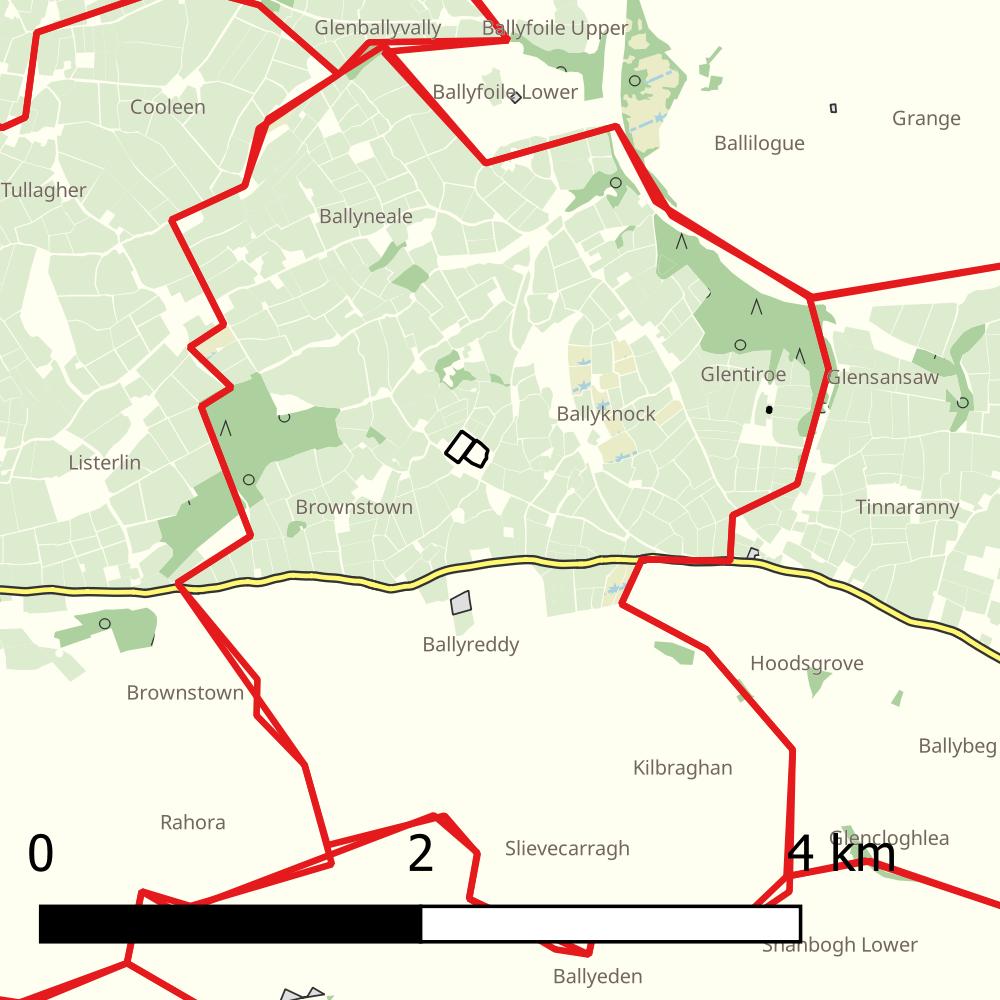 Glenballyvally
Ballyfoile Upper
Ballyfoile Lower
Cooleen
Grange
Ballilogue
Tullagher
Ballyneale
Glentiroe
Glensansaw
Ballyknock
Listerlin
Brownstown
Tinnaranny
Ballyreddy
Hoodsgrove
Brownstown
Ballybeg
Kilbraghan
Rahora
Glencloghlea
Slievecarragh
0 2 4 km
Shanbogh Lower
Ballyeden